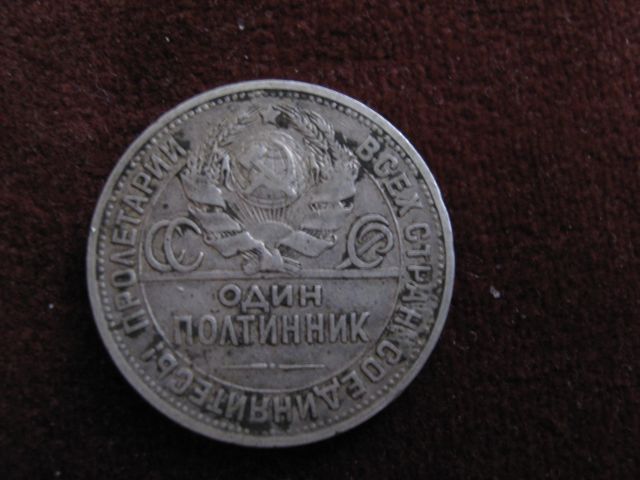 ПРОЛЕТАРИИ ВСЕХ СТРАН, СОЕДИНЯЙТЕСЬ!
СС СР
ОДИН
ПОЛТИННИК